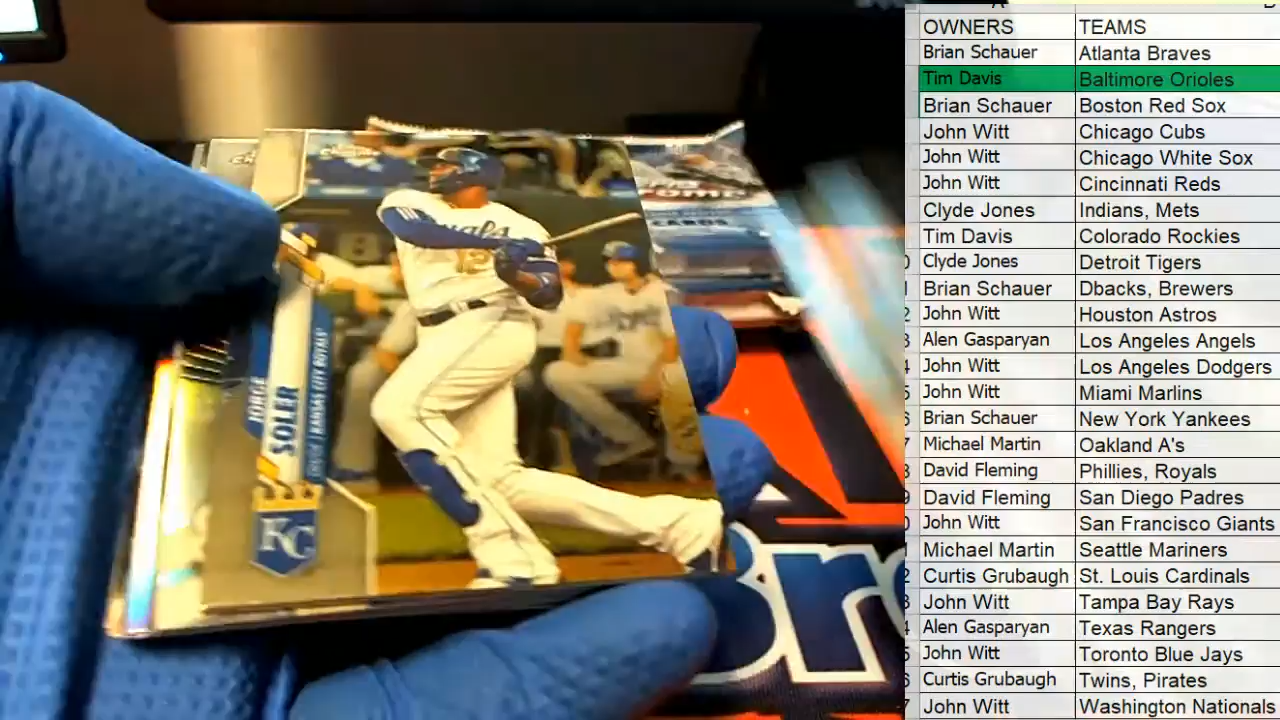 OWNERS TEAMS
Brian Schauer Atlanta Braves
Tim Davis Baltimore Orioles
Brian Schauer Boston Red Sox
John Witt Chicago Cubs
John Witt Chicago White Sox
John Witt Cincinnati Reds
Clyde Jones Indians, Mets
Tim Davis Colorado Rockies
Clyde Jones Detroit Tigers
Brian Schauer Dbacks, Brewers
John Witt Houston Astros
Alen Gasparyan Los Angeles Angels
John Witt Los Angeles Dodgers
John Witt Miami Marlins
Brian Schauer New York Yankees
Michael Martin Oakland A's
David Fleming Phillies, Royals
David Fleming San Diego Padres
John Witt San Francisco Giants
Michael Martin Seattle Mariners
Curtis Grubaugh St. Louis Cardinals
John Witt Tampa Bay Rays
Alen Gasparyan Texas Rangers
John Witt Toronto Blue Jays
Curtis Grubaugh Twins, Pirates
John Witt Washington Nationals
JORGE
SOLER
KANSAS CITY ROYALS
KC
12
Br